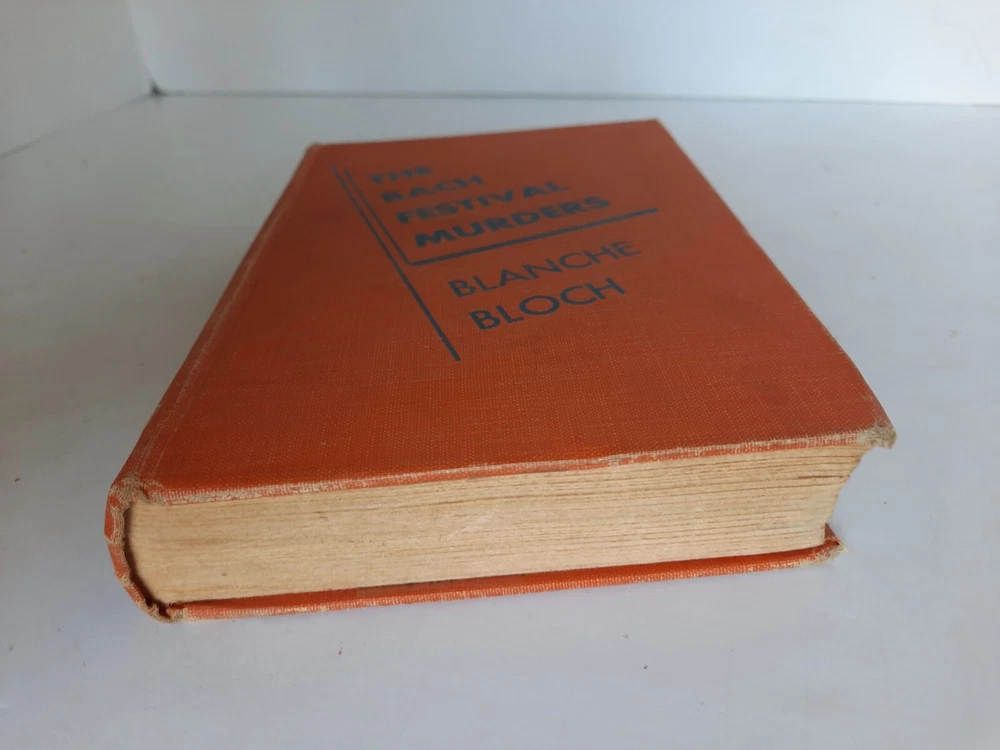 THE
BACH
FESTIVAL
MURDERS
BLANCHE
BLOCH